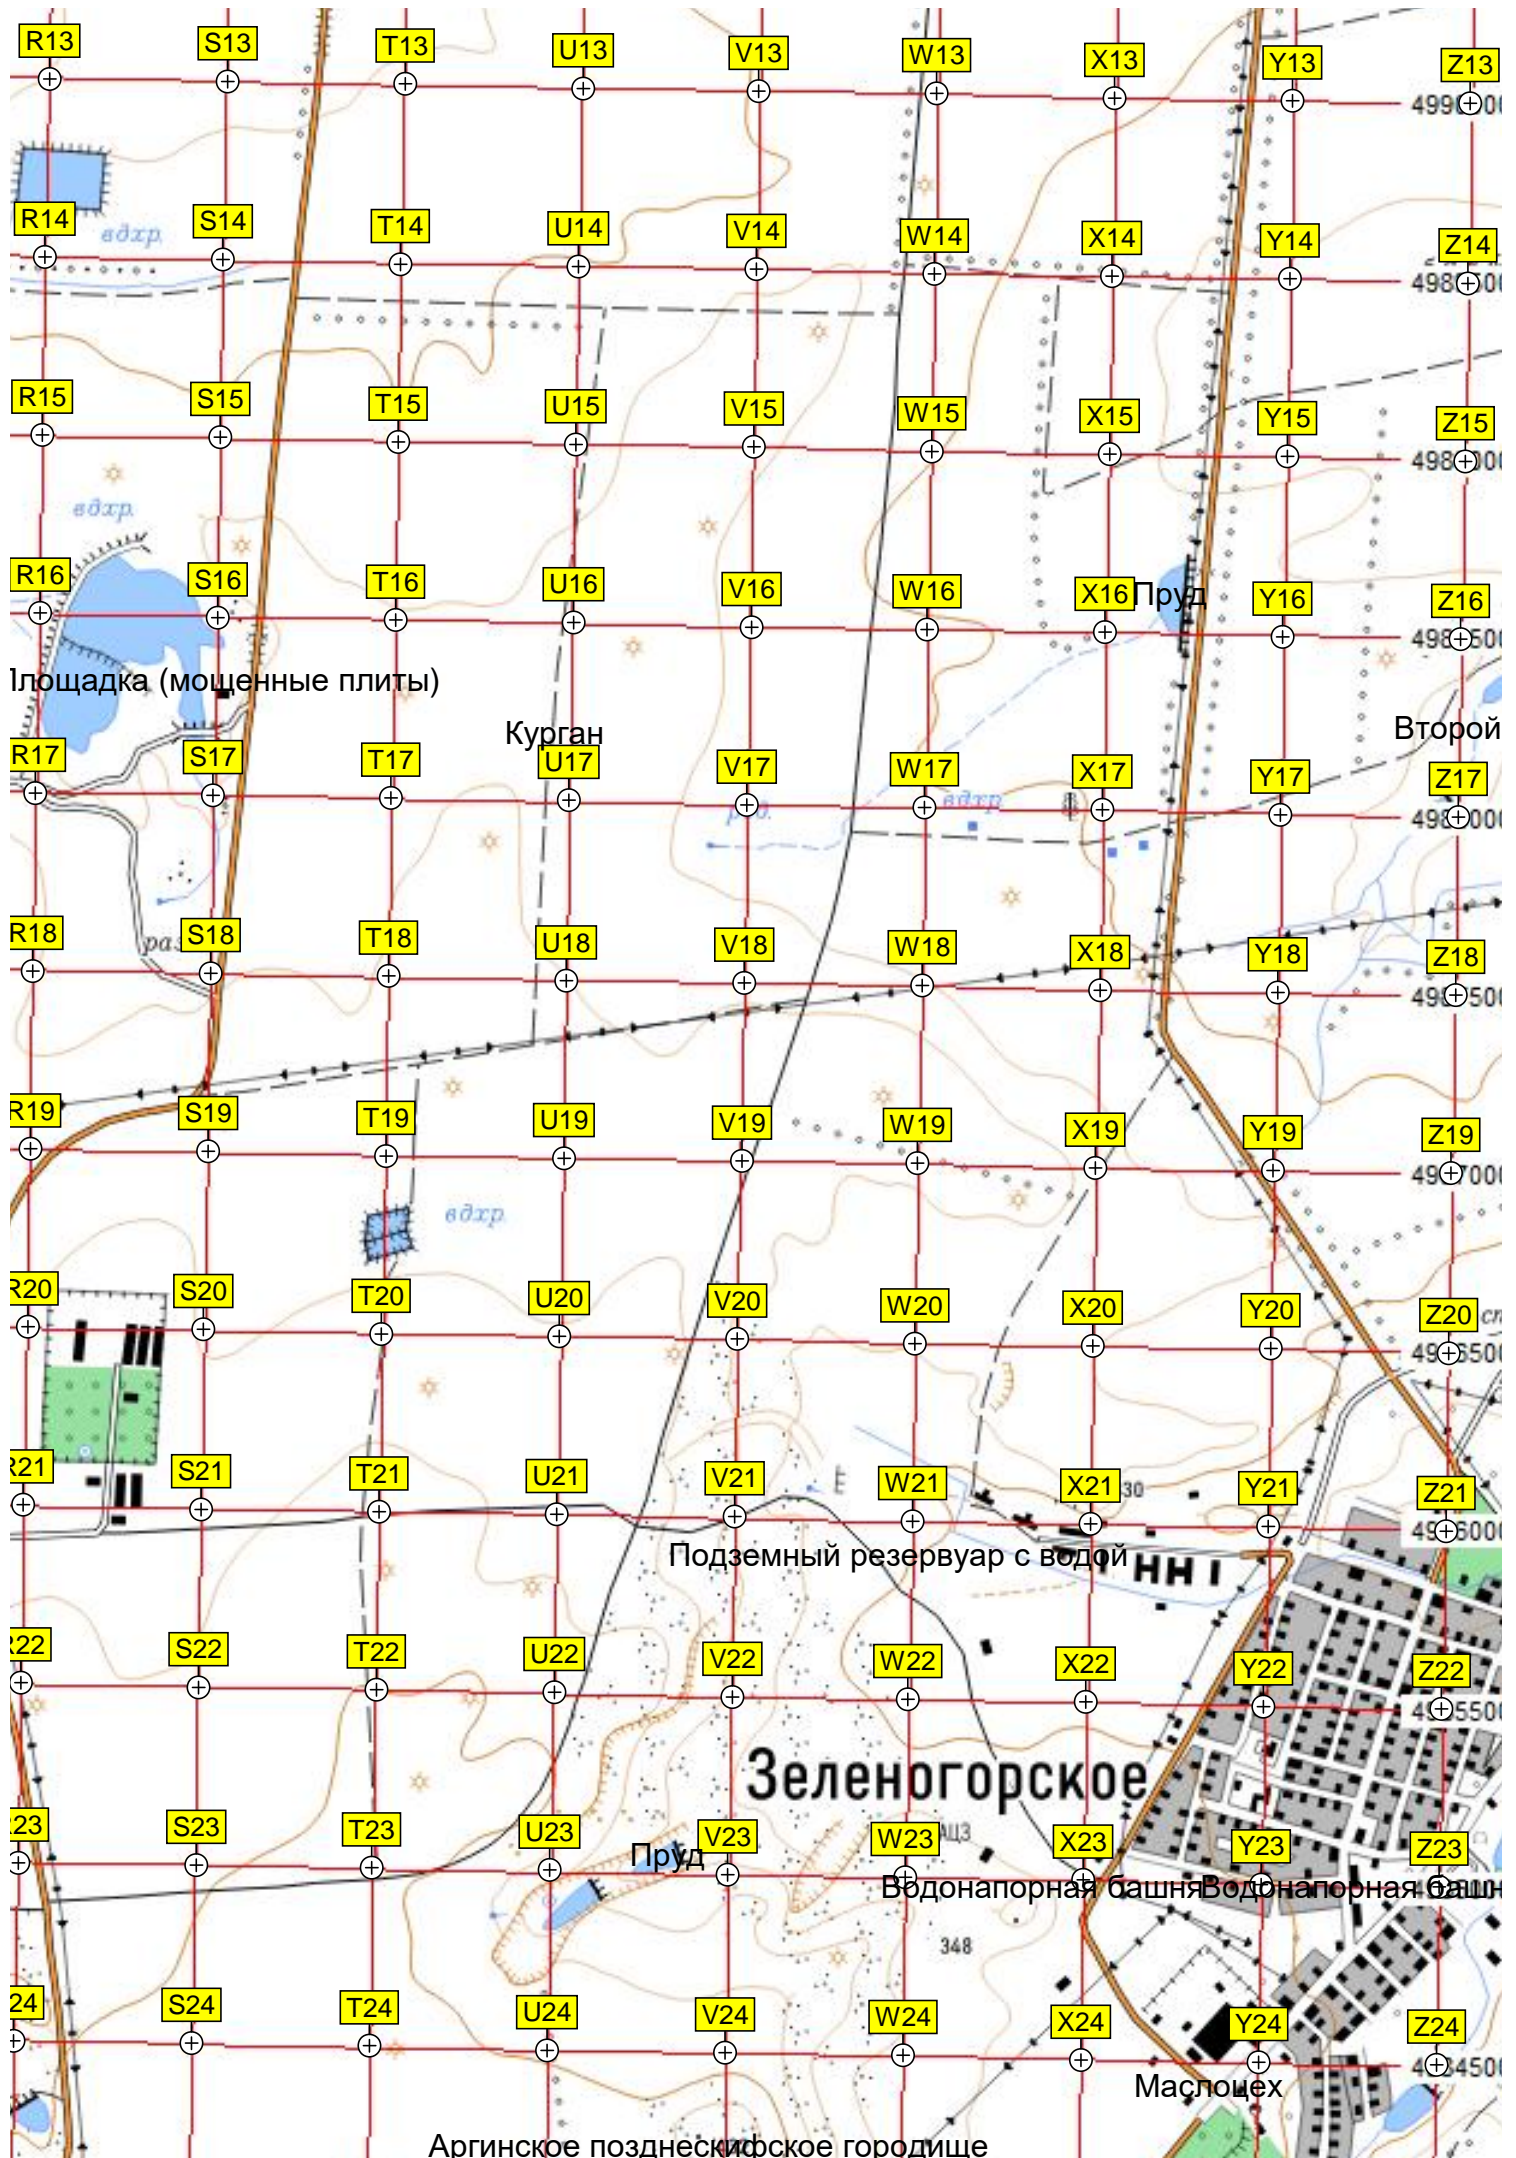 R13 S13 T13 U13 V13 W13 X13 Y13 Z13
R14 S14 T14 U14 V14 W14 X14 Y14 Z14
вдхр.
R15 S15 T15 U15 V15 W15 X15 Y15 Z15
вдхр.
R16 S16 T16 U16 V16 W16 X16 Пруд Y16 Z16
Площадка (мощенные плиты)
Курган
Второй
R17 S17 T17 U17 V17 W17 X17 Y17 Z17
вдхр.
R18 S18 T18 U18 V18 W18 X18 Y18 Z18
R19 S19 T19 U19 V19 W19 X19 Y19 Z19
вдхр.
R20 S20 T20 U20 V20 W20 X20 Y20 Z20
R21 S21 T21 U21 V21 W21 X21 30 Y21 Z21
Подземный резервуар с водой
R22 S22 T22 U22 V22 W22 X22 Y22 Z22
Зеленогорское
23 S23 T23 U23 V23 W23 X23 Y23 Z23
АЦЗ
Пруд
Водонапорная башня Водонапорная башн
348
24 S24 T24 U24 V24 W24 X24 Y24 Z24
Маслоцех
Аргинское позднескифское городище